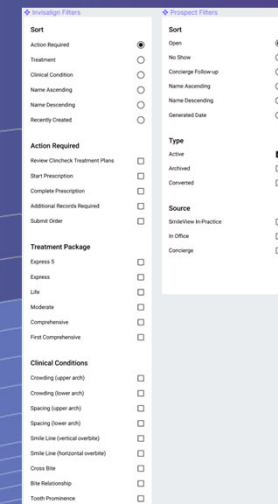 Invisalign Filters
Sort
Action Required
Treatment
Clinical Condition
Name Ascending
Name Descending
Recently Created
Action Required
Review Clincheck Treatment Plans
Start Prescription
Complete Prescription
Additional Records Required
Submit Order
Treatment Package
Express 5
Express
Life
Moderate
Comprehensive
First Comprehensive
Clinical Conditions
Crowding (upper arch)
Crowding (lower arch)
Spacing (upper arch)
Spacing (lower arch)
Smile Line (vertical overbite)
Smile Line (horizontal overbite)
Cross Bite
Bite Relationship
Tooth Prominence
Prospect Filters
Sort
Open
No Show
Concierge Follow-up
Name Ascending
Name Descending
Generated Date
Type
Active
Archived
Converted
Source
SmileView In-Practice
In Office
Concierge